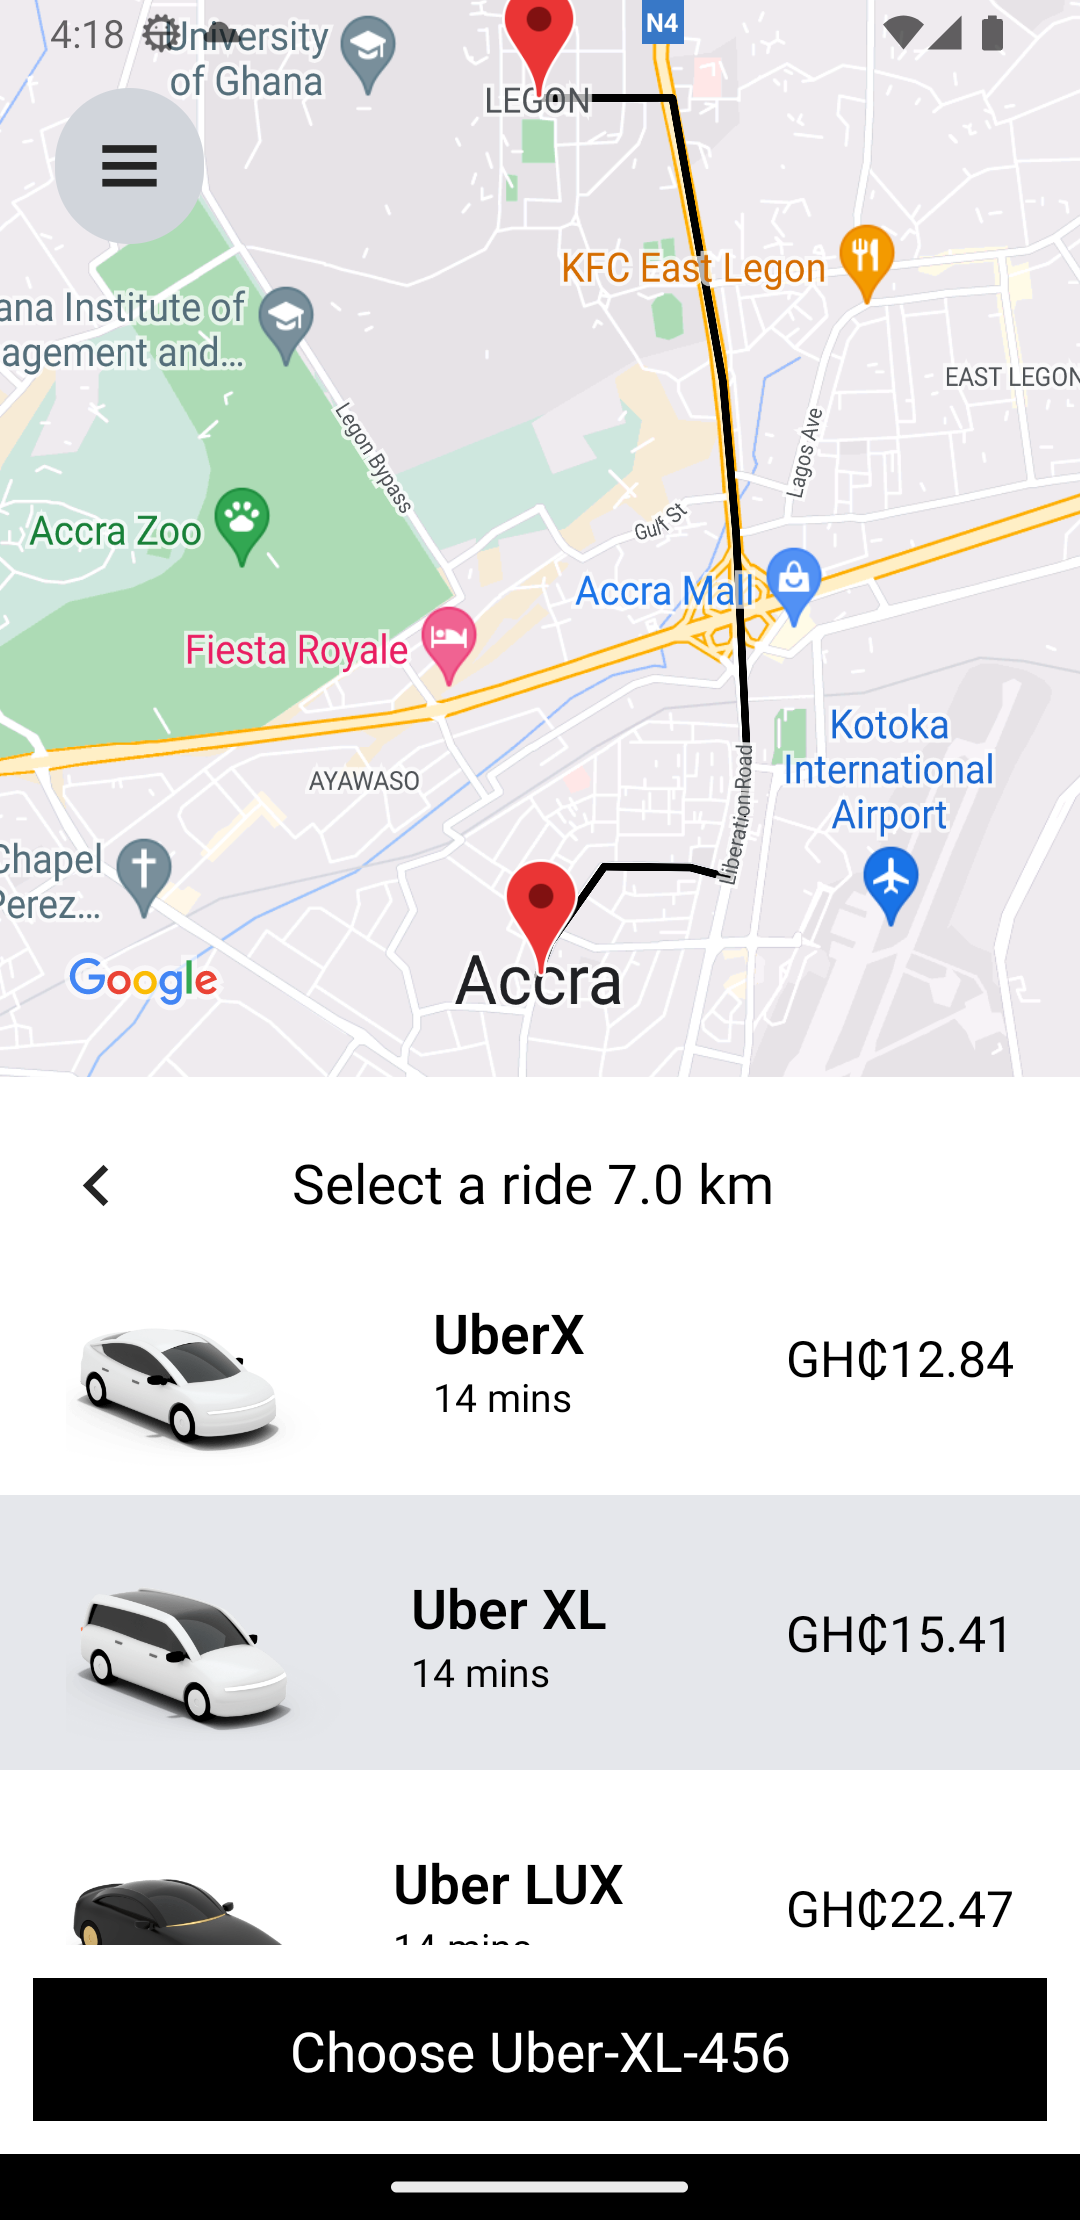 4:18
University
of Ghana
N4
LEGON
KFC East Legon
ana Institute of
agement and...
EAST LEGON
Legon Bypass
Lagos Ave
Gulf St
Accra Zoo
Accra Mall
Fiesta Royale
Kotoka
International
Airport
AYAWASO
Liberation Road
Chapel
Perez...
Google
Accra
Select a ride 7.0 km
UberX
14 mins
GH₵12.84
Uber XL
14 mins
GH₵15.41
Uber LUX
14 mins
GH₵22.47
Choose Uber-XL-456